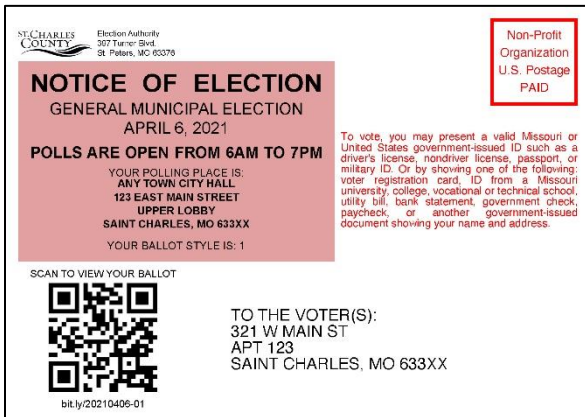 ST. CHARLES
COUNTY
Election Authority
397 Turner Blvd.
St. Peters, MO 63376
Non-Profit
Organization
U.S. Postage
PAID
NOTICE OF ELECTION
GENERAL MUNICIPAL ELECTION
APRIL 6, 2021
POLLS ARE OPEN FROM 6AM TO 7PM
YOUR POLLING PLACE IS:
ANY TOWN CITY HALL
123 EAST MAIN STREET
UPPER LOBBY
SAINT CHARLES, MO 633XX
YOUR BALLOT STYLE IS: 1
To vote, you may present a valid Missouri or
United States government-issued ID such as a
driver's license, nondriver license, passport, or
military ID. Or by showing one of the following:
voter registration card, ID from a Missouri
university, college, vocational or technical school,
utility bill, bank statement, government check,
paycheck, or another government-issued
document showing your name and address.
SCAN TO VIEW YOUR BALLOT
bit.ly/20210406-01
TO THE VOTER(S):
321 W MAIN ST
APT 123
SAINT CHARLES, MO 633XX